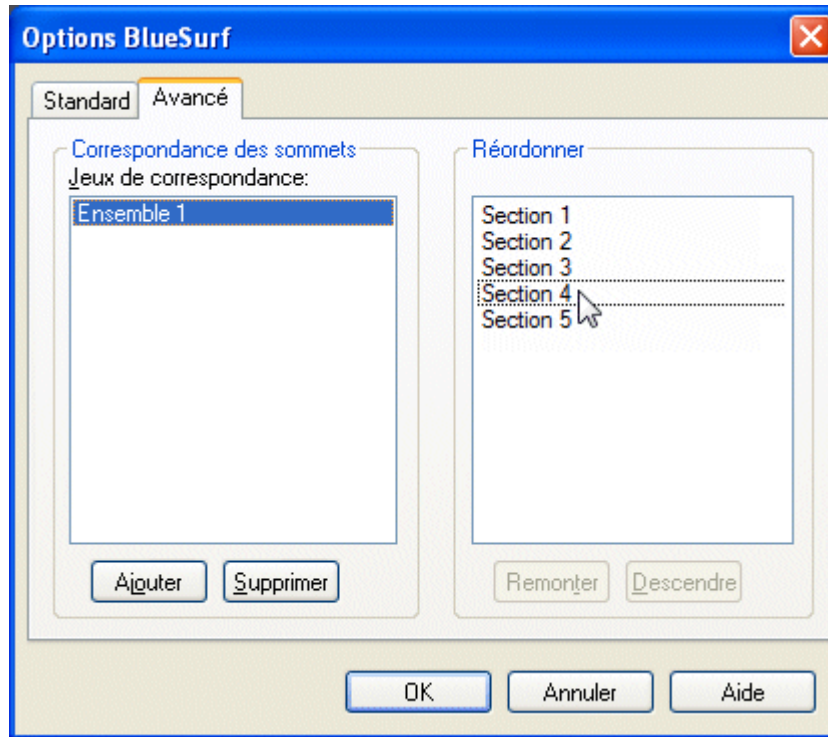 Options BlueSurf
Standard
Avancé
Correspondance des sommets
Jeux de correspondance:
Ensemble 1
Ajouter
Supprimer
Réordonner
Section 1
Section 2
Section 3
Section 4
Section 5
Remonter
Descendre
OK
Annuler
Aide